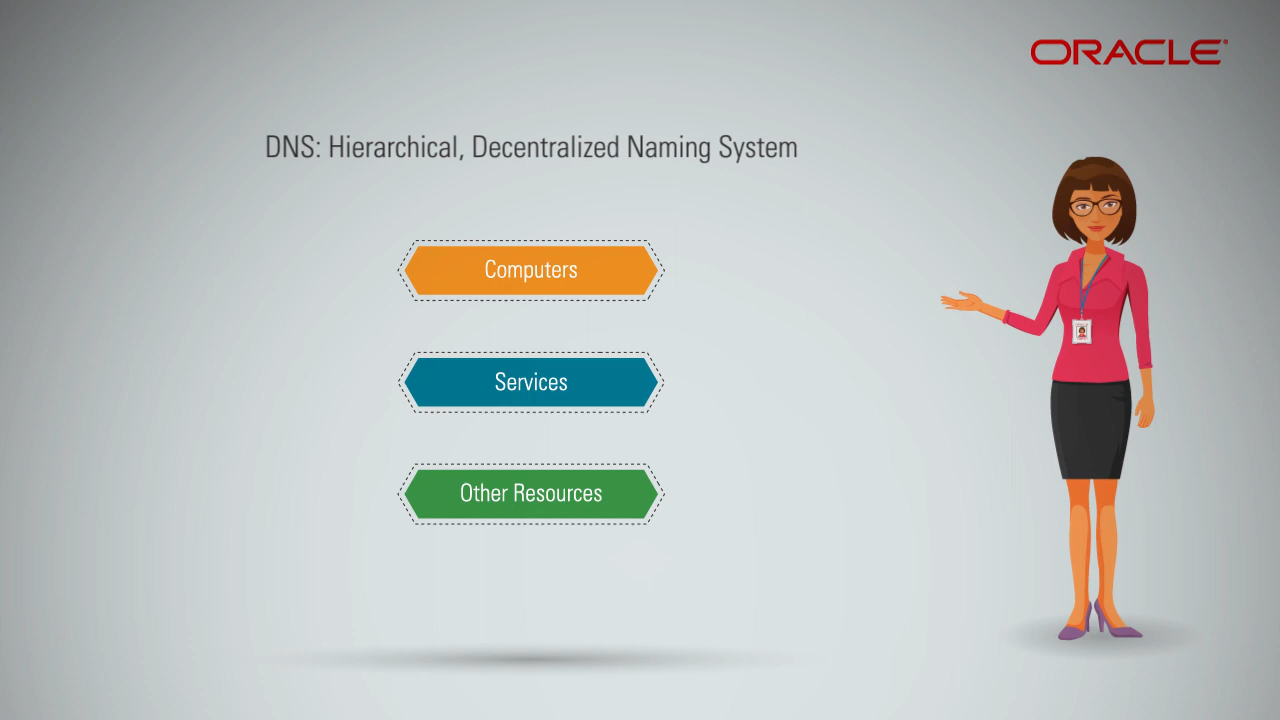 ORACLE
DNS: Hierarchical, Decentralized Naming System
Computers
Services
Other Resources